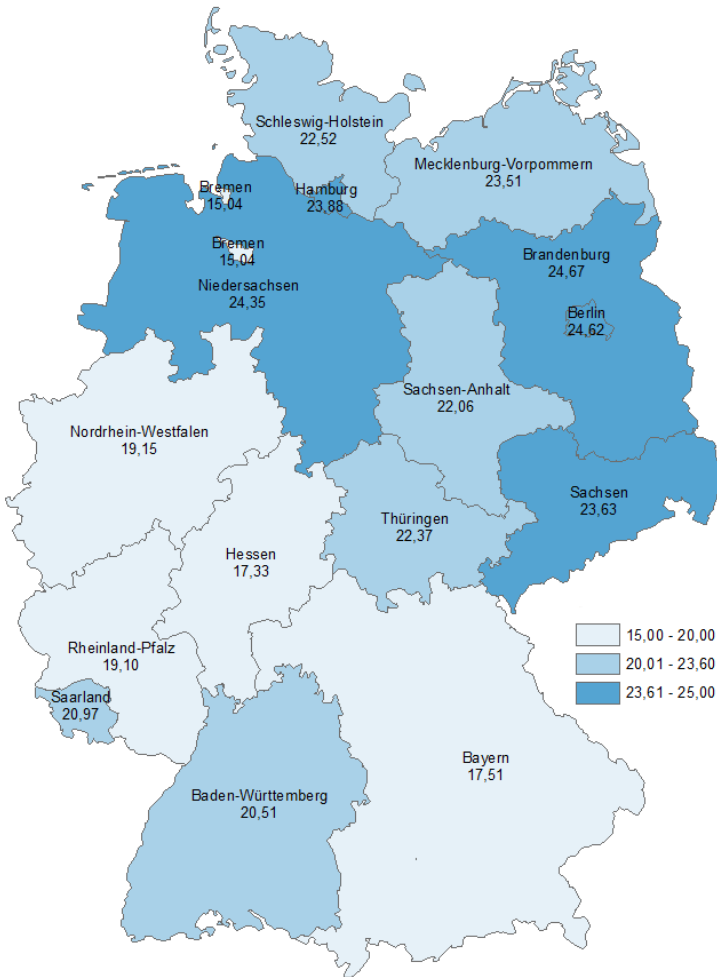 Schleswig-Holstein
22,52
Mecklenburg-Vorpommern
23,51
Bremen
15,04
Hamburg
23,88
Bremen
15,04
Niedersachsen
24,35
Brandenburg
24,67
Berlin
24,62
Sachsen-Anhalt
22,06
Nordrhein-Westfalen
19,15
Sachsen
23,63
Thüringen
22,37
Hessen
17,33
Rheinland-Pfalz
19,10
Saarland
20,97
Bayern
17,51
Baden-Württemberg
20,51
15,00 - 20,00
20,01 - 23,60
23,61 - 25,00